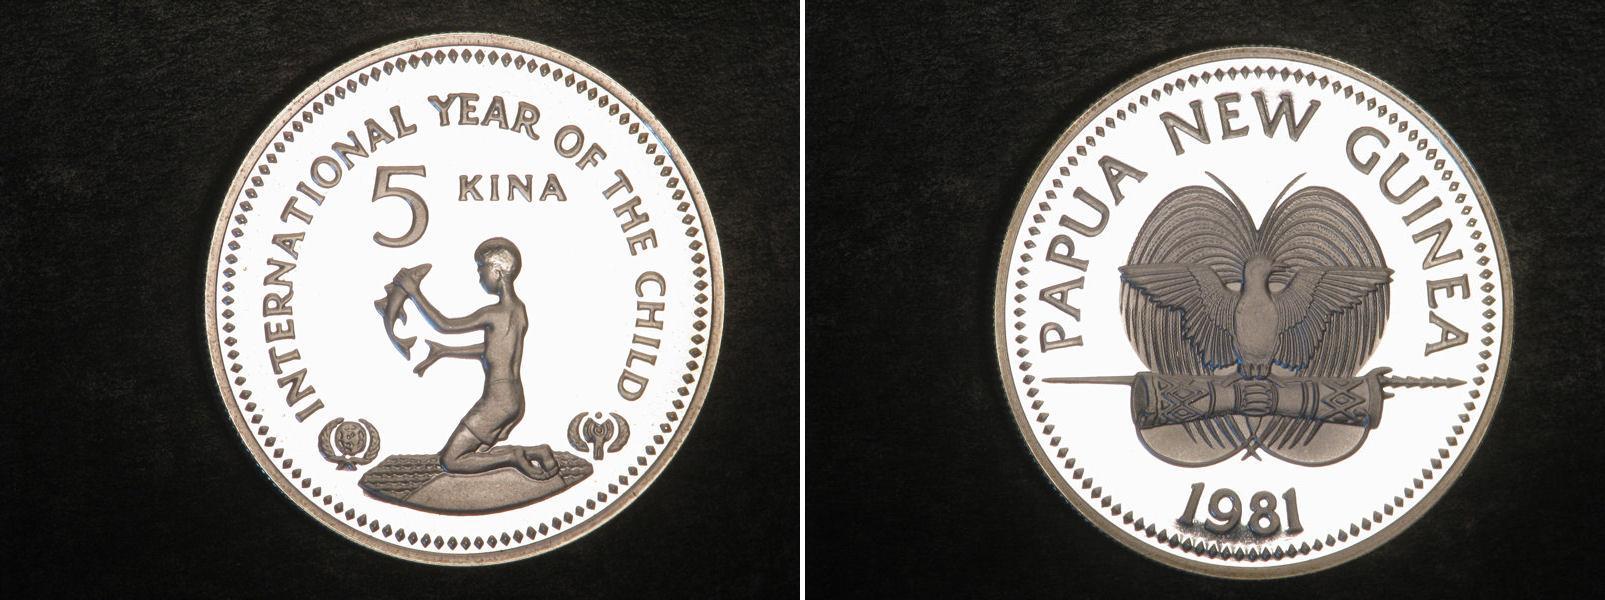 INTERNATIONAL YEAR OF THE CHILD
5 KINA
PAPUA NEW GUINEA
1981